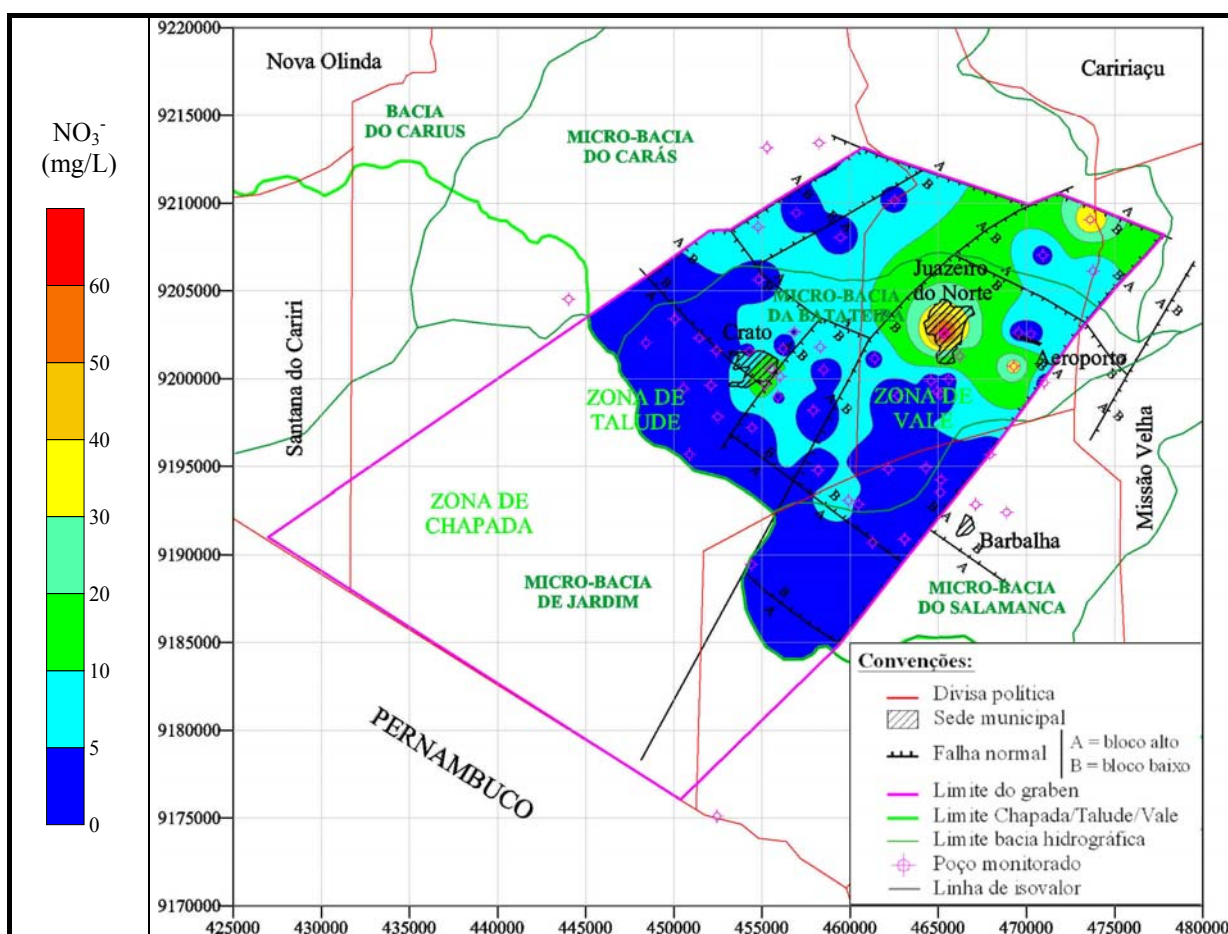 NO₃⁻
(mg/L)
60
50
40
30
20
10
5
0
9220000
9215000
9210000
9205000
9200000
9195000
9190000
9185000
9180000
9175000
9170000
425000
430000
435000
440000
445000
450000
455000
460000
465000
470000
475000
480000
Nova Olinda
Caririaçu
BACIA
DO CARIUS
MICRO-BACIA
DO CARÁS
Juazeiro
do Norte
MICRO-BACIA
DA BATATEIRA
Crato
Aeroporto
Santana do Cariri
ZONA DE
TALUDE
ZONA DE
VALE
Missão Velha
ZONA DE
CHAPADA
Barbalha
MICRO-BACIA
DE JARDIM
MICRO-BACIA
DO SALAMANCA
PERNAMBUCO
A
B
Convenções:
Divisa política
Sede municipal
Falha normal
A = bloco alto
B = bloco baixo
Limite do graben
Limite Chapada/Talude/Vale
Limite bacia hidrográfica
Poço monitorado
Linha de isovalor